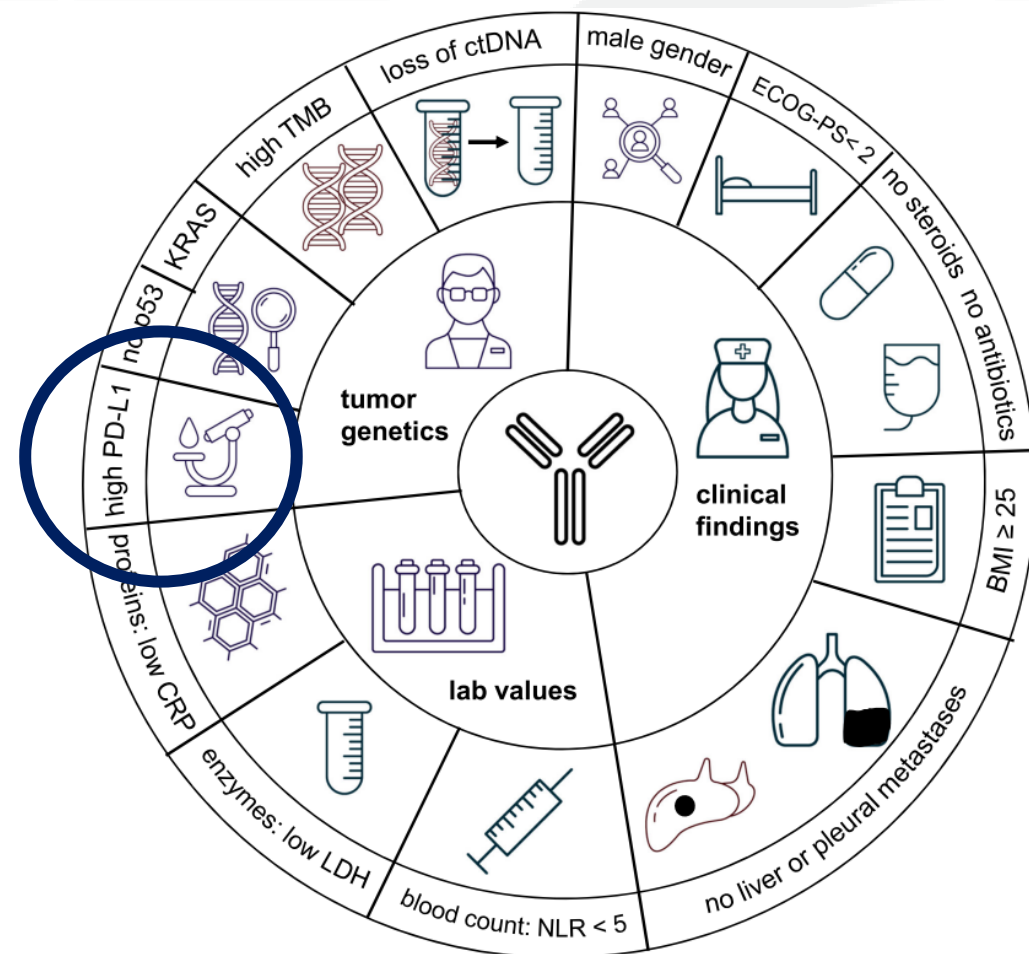 loss of ctDNA
male gender
ECOG-PS< 2
no steroids no antibiotics
BMI ≥ 25
no liver or pleural metastases
blood count: NLR < 5
enzymes: low LDH
proteins: low CRP
high PD-L1
no p53
KRAS
high TMB
tumor
genetics
clinical
findings
lab values